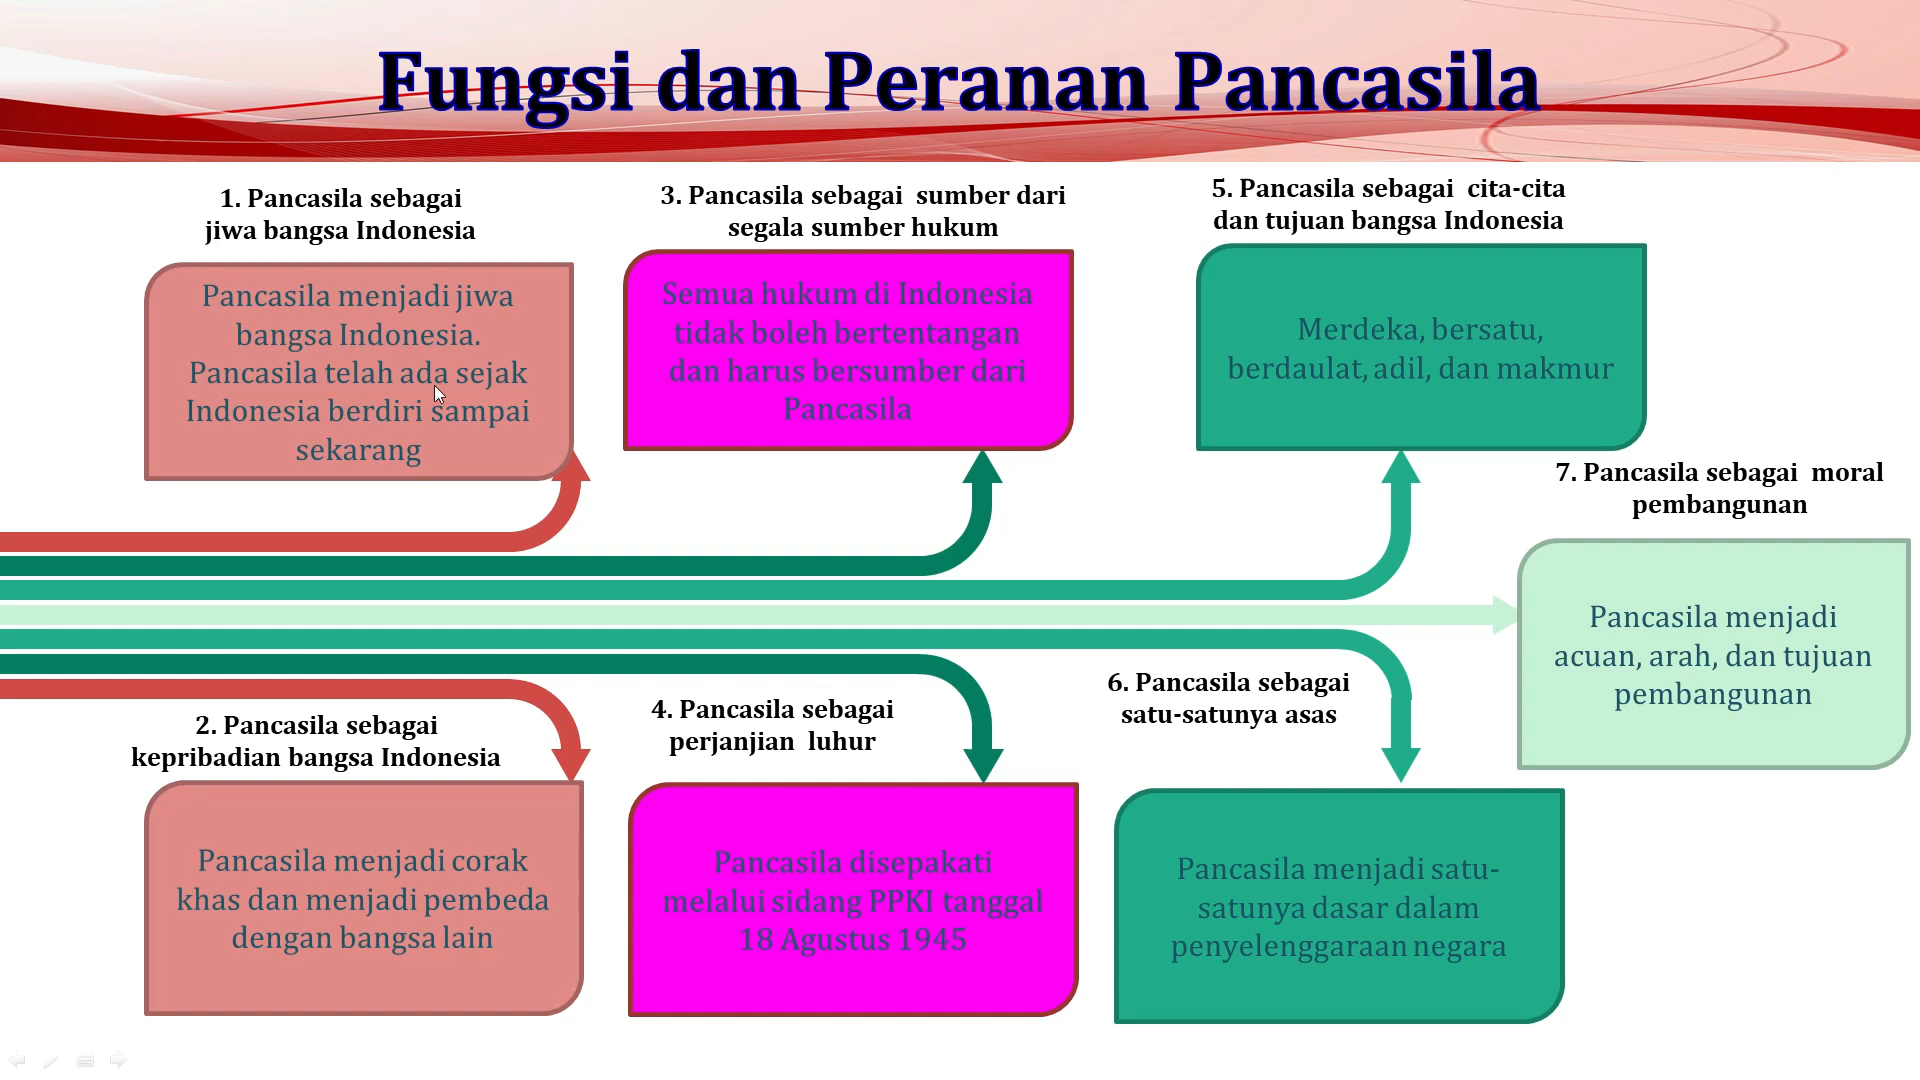 Fungsi dan Peranan Pancasila
1. Pancasila sebagai
jiwa bangsa Indonesia
Pancasila menjadi jiwa
bangsa Indonesia.
Pancasila telah ada sejak
Indonesia berdiri sampai
sekarang
2. Pancasila sebagai
kepribadian bangsa Indonesia
Pancasila menjadi corak
khas dan menjadi pembeda
dengan bangsa lain
3. Pancasila sebagai sumber dari
segala sumber hukum
Semua hukum di Indonesia
tidak boleh bertentangan
dan harus bersumber dari
Pancasila
4. Pancasila sebagai
perjanjian luhur
Pancasila disepakati
melalui sidang PPKI tanggal
18 Agustus 1945
5. Pancasila sebagai cita-cita
dan tujuan bangsa Indonesia
Merdeka, bersatu,
berdaulat, adil, dan makmur
6. Pancasila sebagai
satu-satunya asas
Pancasila menjadi satu-
satunya dasar dalam
penyelenggaraan negara
7. Pancasila sebagai moral
pembangunan
Pancasila menjadi
acuan, arah, dan tujuan
pembangunan